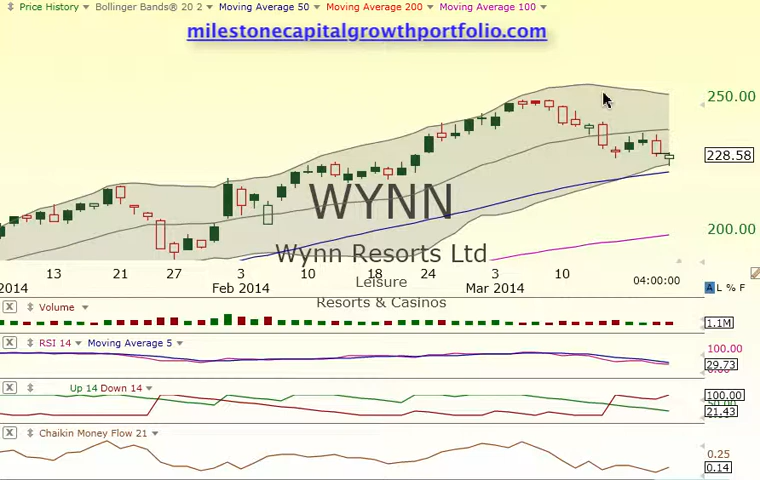 Price History Bollinger Bands® 20 2 Moving Average 50 Moving Average 200 Moving Average 100
milestonecapitalgrowthportfolio.com
250.00
228.58
WYNN
200.00
Wynn Resorts Ltd
2014 13 21 27 Feb 2014 3 10 18 24 Mar 2014 3 10 04:00:00
Leisure
A L % F
Resorts & Casinos
Volume
1.1M
RSI 14 Moving Average 5
100.00
29.73
Up 14 Down 14
100.00
21.43
Chaikin Money Flow 21
0.25
0.14